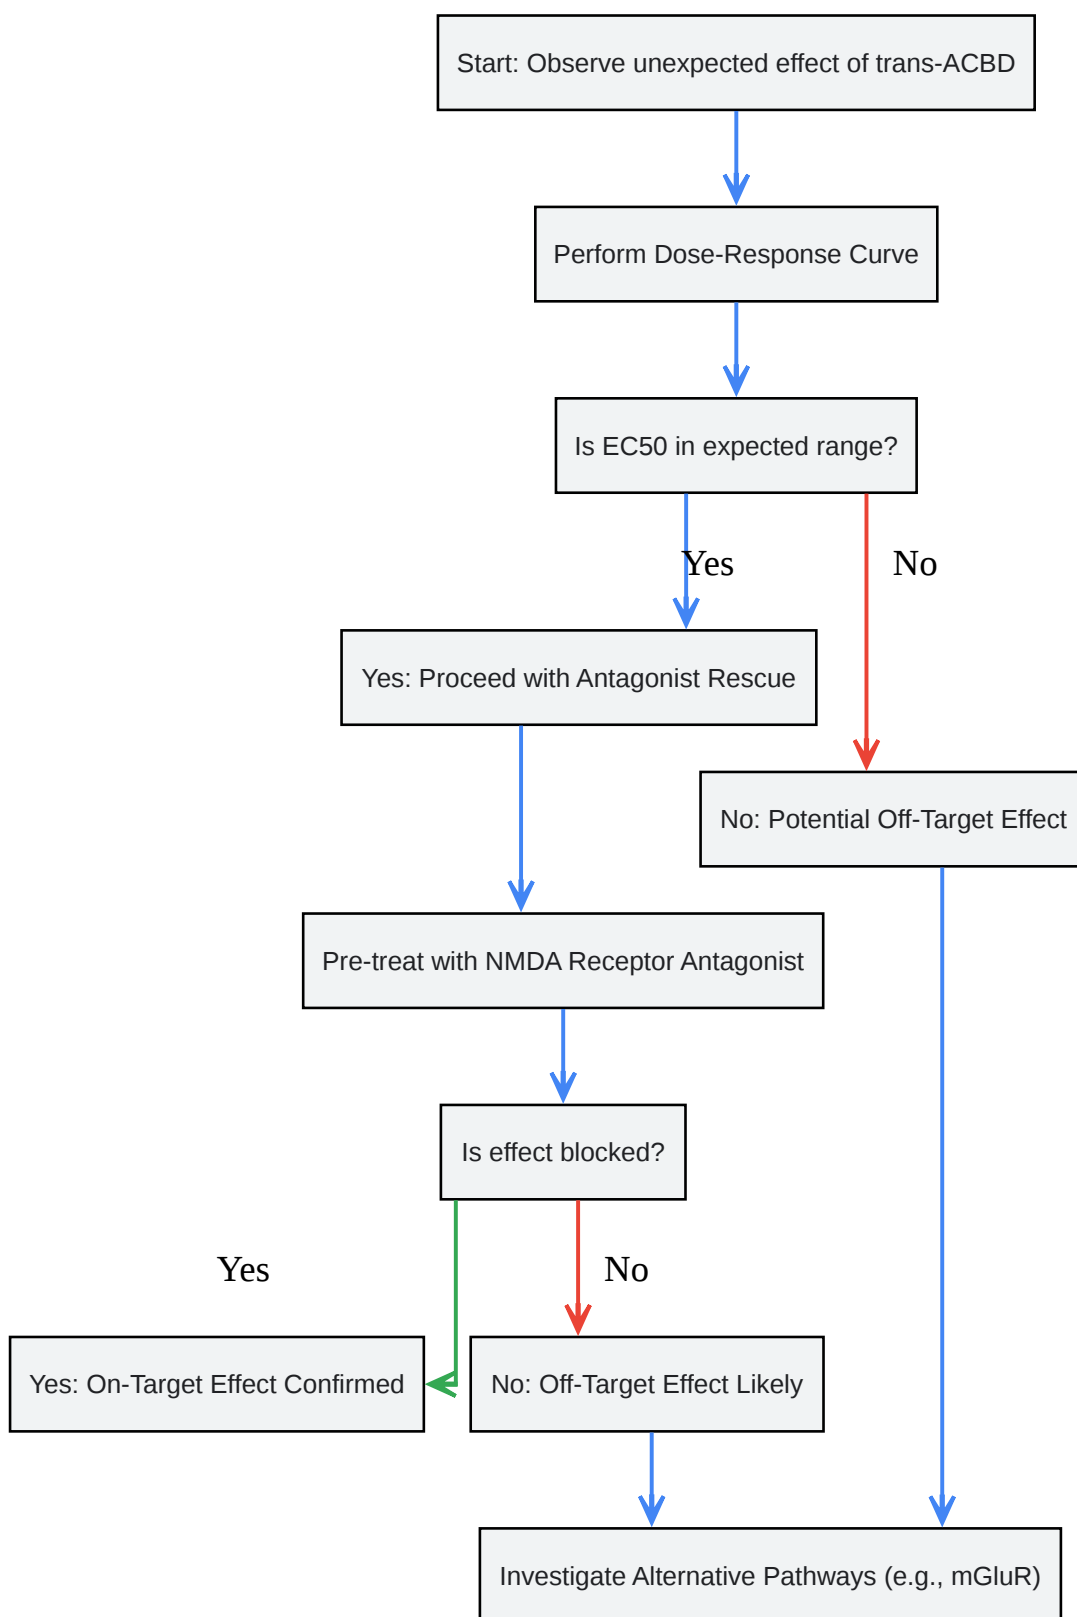 Start: Observe unexpected effect of trans-ACBD
Perform Dose-Response Curve
Is EC50 in expected range?
Yes
No
Yes: Proceed with Antagonist Rescue
No: Potential Off-Target Effect
Pre-treat with NMDA Receptor Antagonist
Is effect blocked?
Yes
No
Yes: On-Target Effect Confirmed
No: Off-Target Effect Likely
Investigate Alternative Pathways (e.g., mGluR)